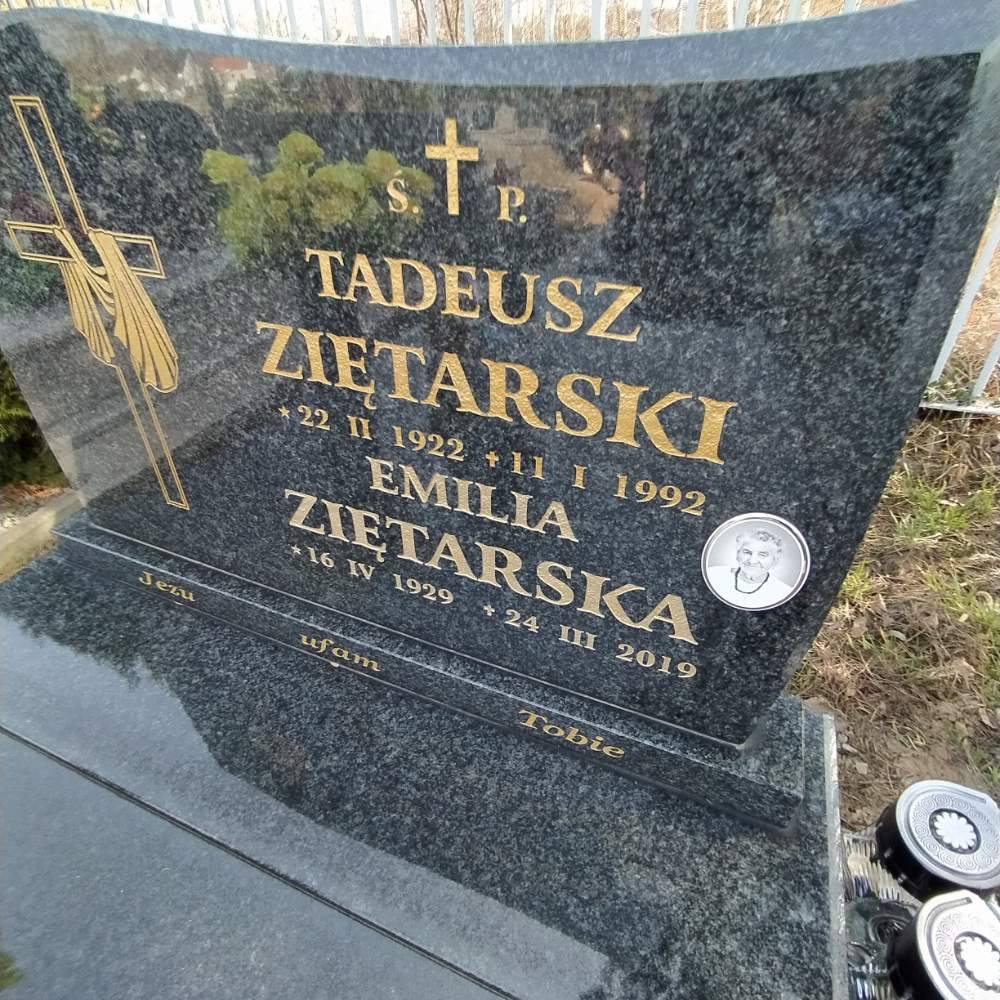 Ś. P.
TADEUSZ
ZIĘTARSKI
* 22 II 1922 + 11 I 1992
EMILIA
ZIĘTARSKA
* 16 IV 1929 + 24 III 2019
Jezu ufam Tobie